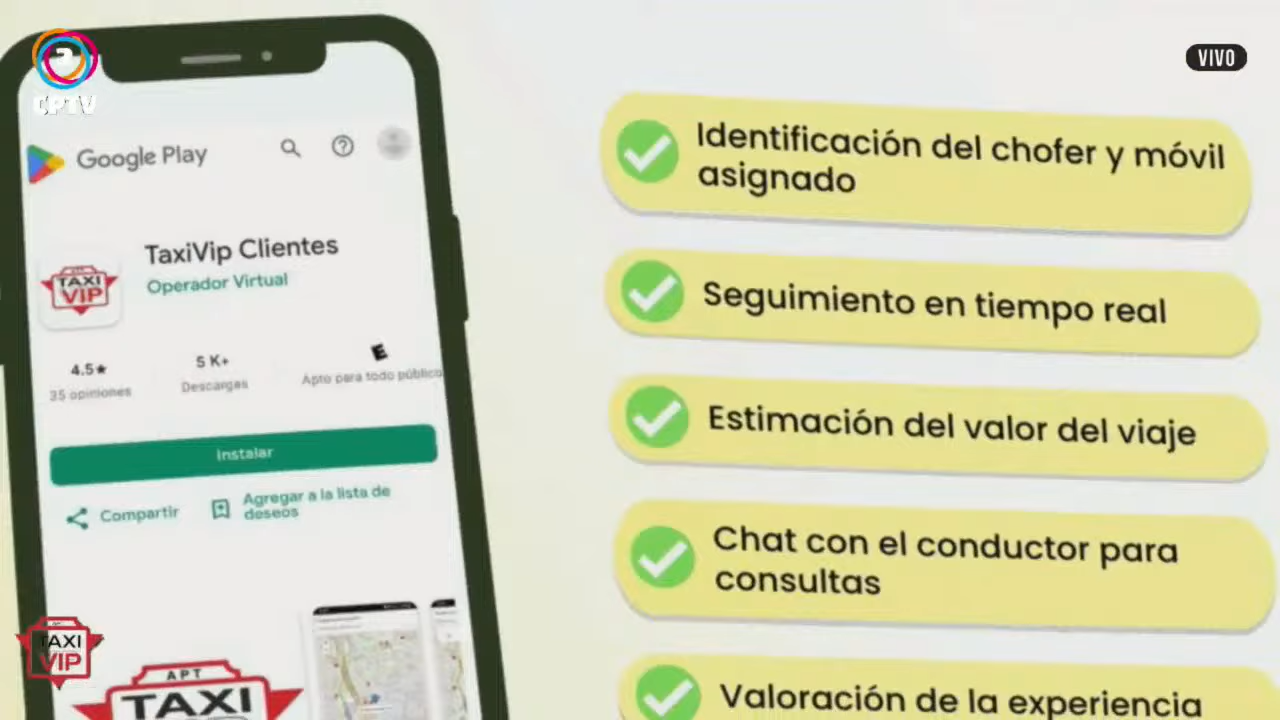 CPTV
VIVO
Google Play
TaxiVip Clientes
Operador Virtual
TAXI
VIP
4.5★
35 opiniones
5 K+
Descargas
E
Apto para todo público
Instalar
Compartir
Agregar a la lista de
deseos
APT
TAXI
TAXI
VIP
Identificación del chofer y móvil
asignado
Seguimiento en tiempo real
Estimación del valor del viaje
Chat con el conductor para
consultas
Valoración de la experiencia